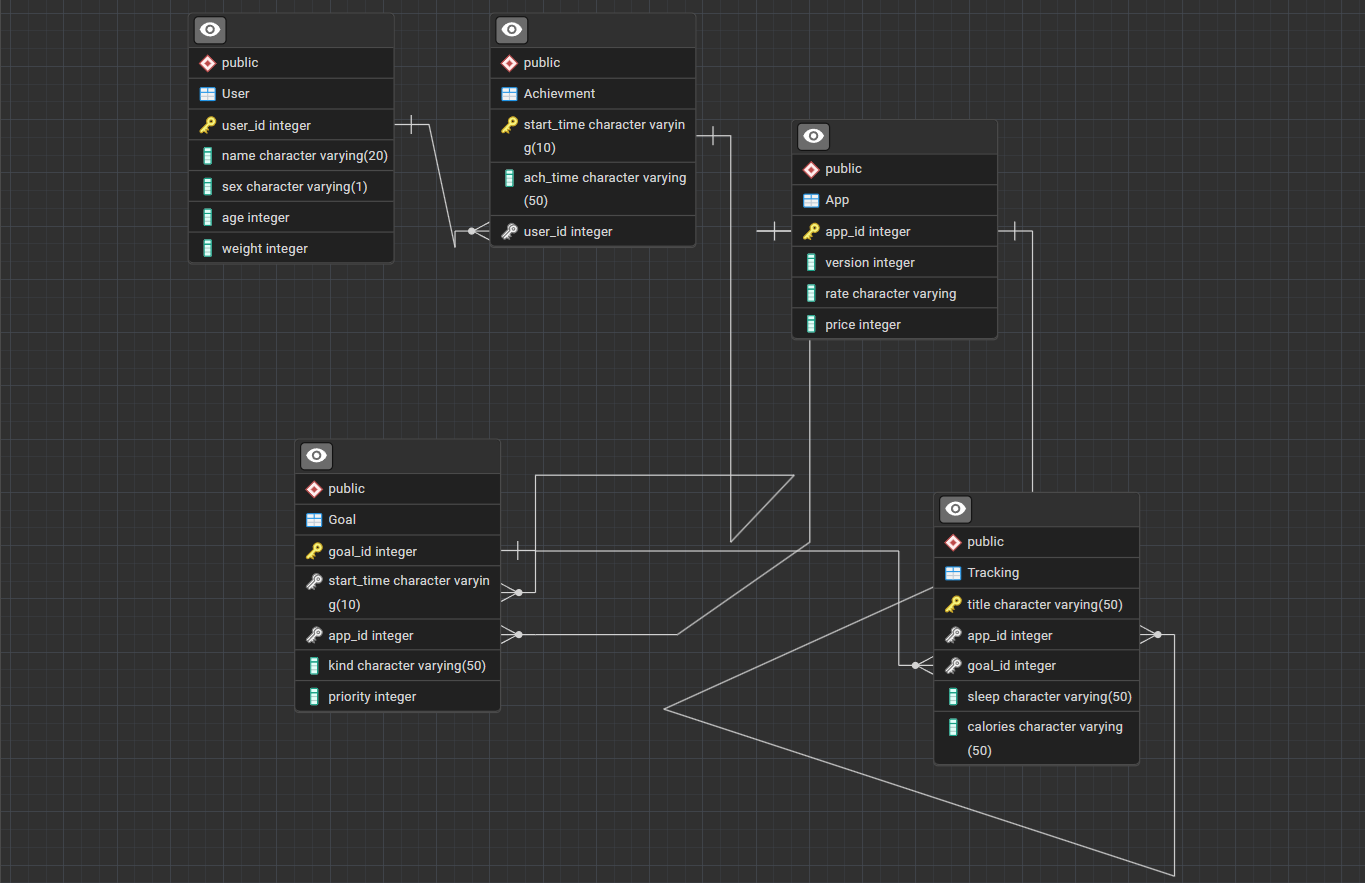 public
User
user_id integer
name character varying(20)
sex character varying(1)
age integer
weight integer
public
Achievment
start_time character varyin
g(10)
ach_time character varying
(50)
user_id integer
public
App
app_id integer
version integer
rate character varying
price integer
public
Goal
goal_id integer
start_time character varyin
g(10)
app_id integer
kind character varying(50)
priority integer
public
Tracking
title character varying(50)
app_id integer
goal_id integer
sleep character varying(50)
calories character varying
(50)